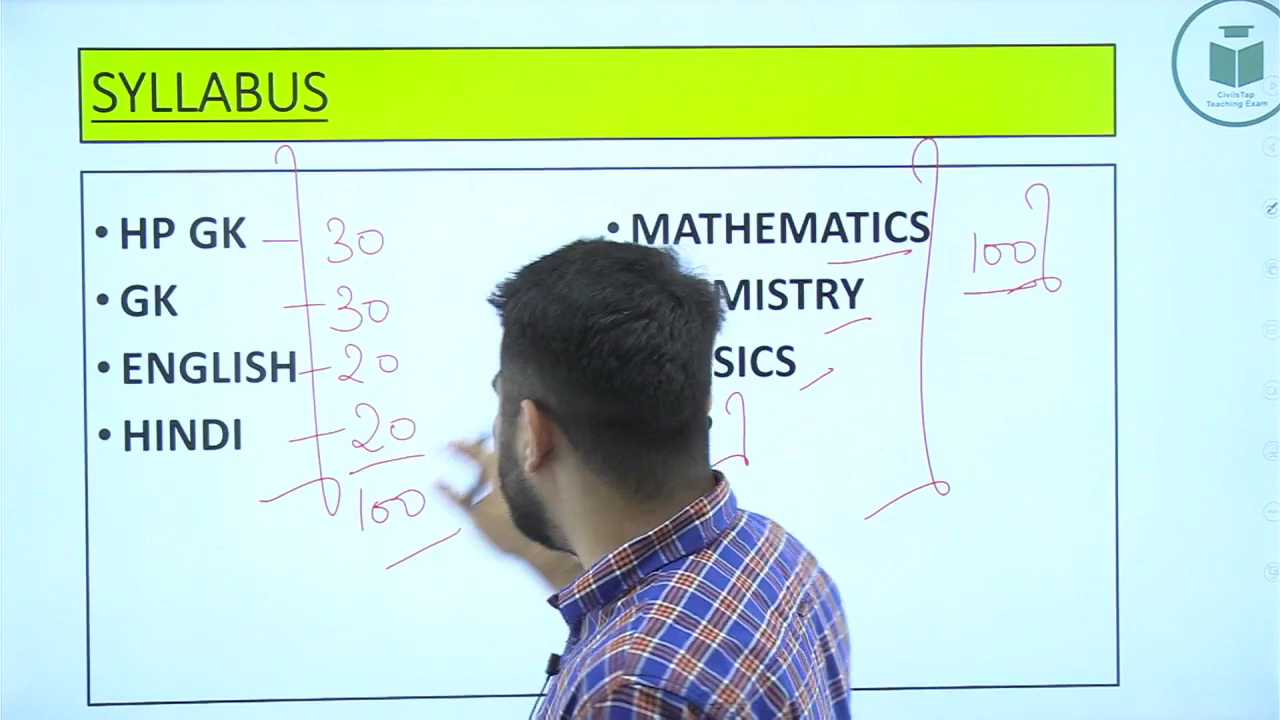 SYLLABUS
CivilsTap
Teaching Exam
• HP GK - 30
• GK - 30
• ENGLISH - 20
• HINDI - 20
100
• MATHEMATICS
MISTRY
SICS
100